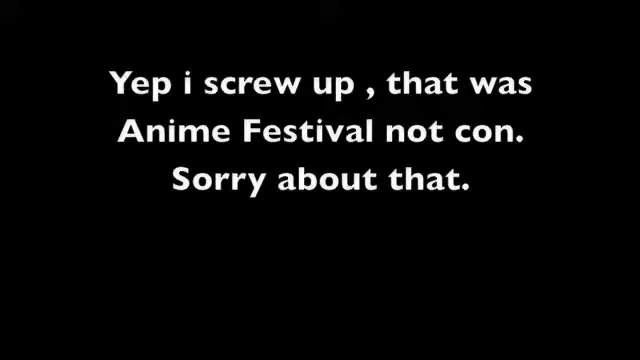 Yep i screw up , that was
Anime Festival not con.
Sorry about that.